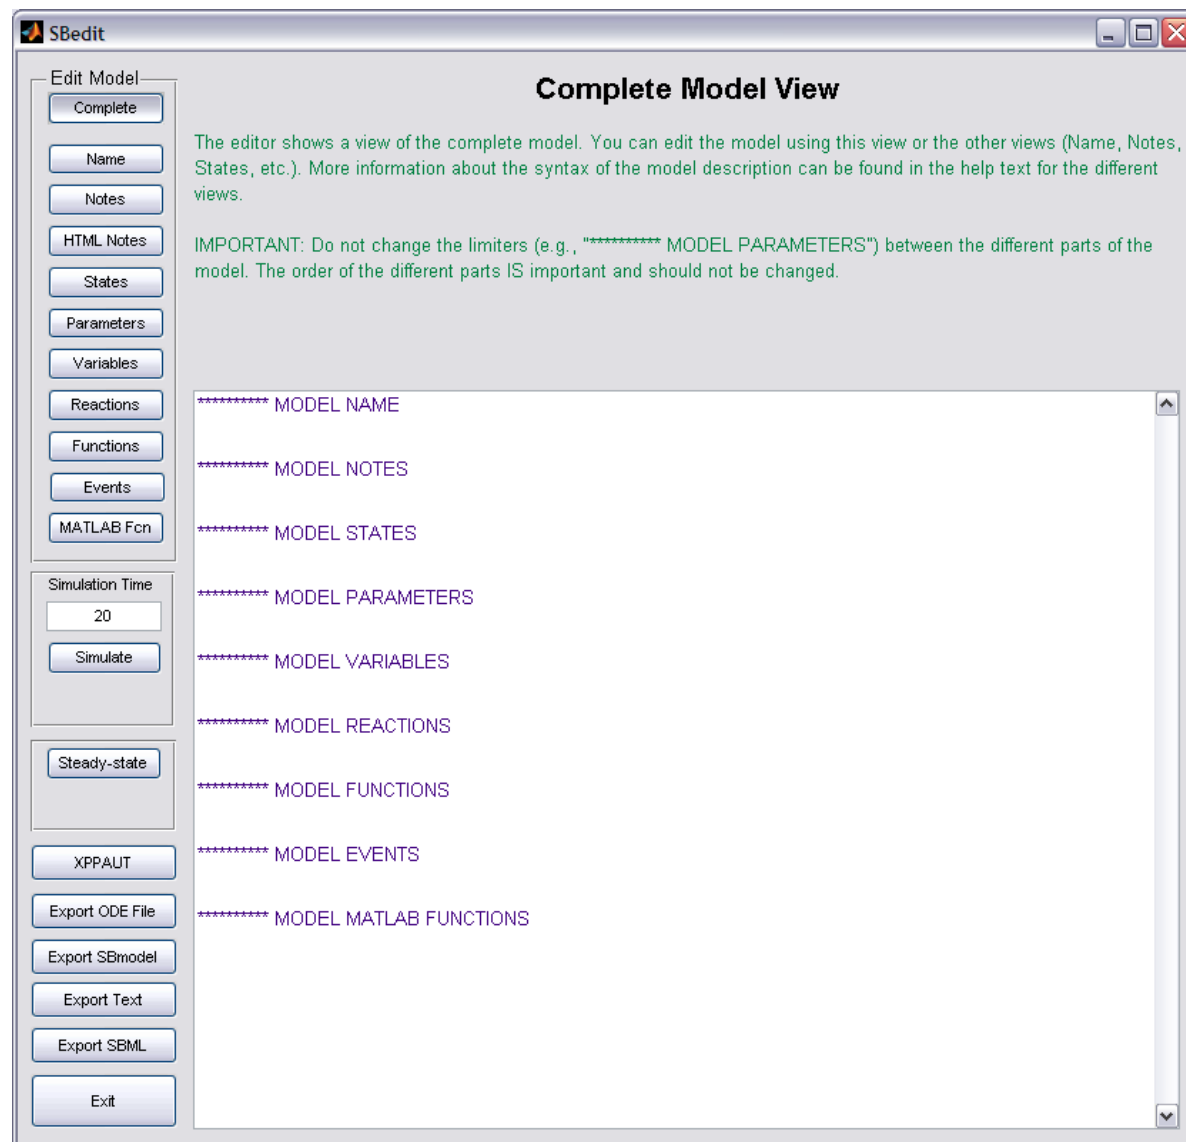 SBedit
Edit Model
Complete
Name
Notes
HTML Notes
States
Parameters
Variables
Reactions
Functions
Events
MATLAB Fcn
Simulation Time
20
Simulate
Steady-state
XPPAUT
Export ODE File
Export SBmodel
Export Text
Export SBML
Exit
Complete Model View
The editor shows a view of the complete model. You can edit the model using this view or the other views (Name, Notes,
States, etc.). More information about the syntax of the model description can be found in the help text for the different
views.
IMPORTANT: Do not change the limiters (e.g., "********** MODEL PARAMETERS") between the different parts of the
model. The order of the different parts IS important and should not be changed.
********** MODEL NAME
********** MODEL NOTES
********** MODEL STATES
********** MODEL PARAMETERS
********** MODEL VARIABLES
********** MODEL REACTIONS
********** MODEL FUNCTIONS
********** MODEL EVENTS
********** MODEL MATLAB FUNCTIONS